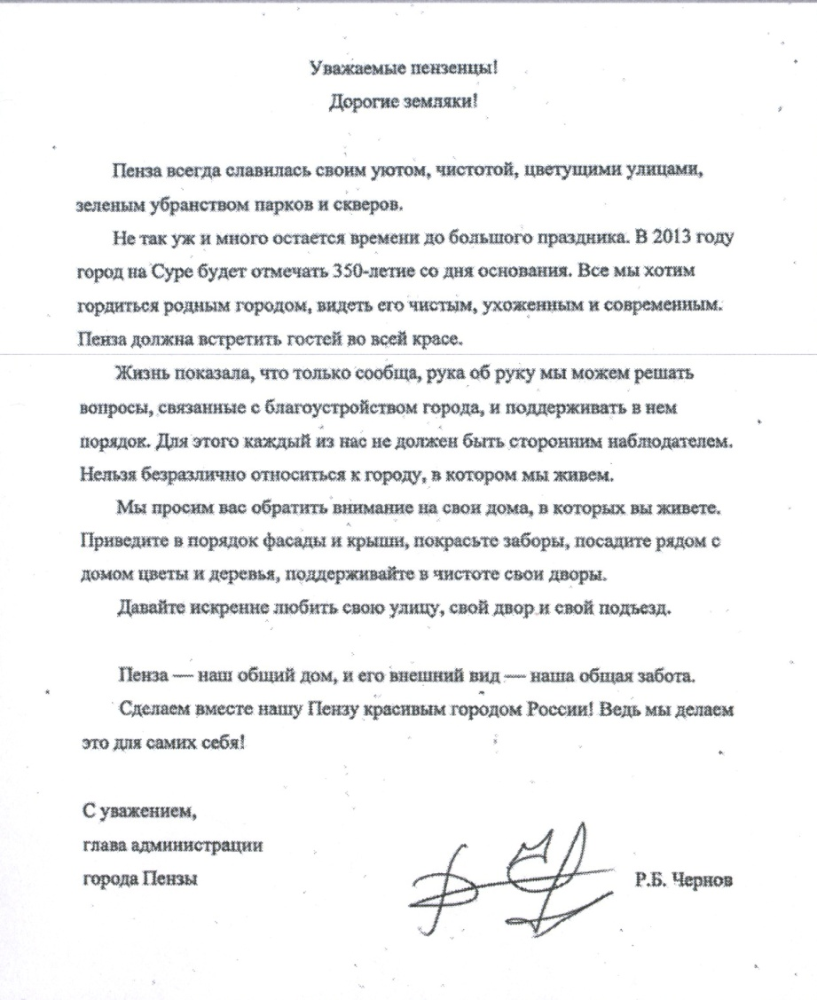 Уважаемые пензенцы!
Дорогие земляки!
Пенза всегда славилась своим уютом, чистотой, цветущими улицами,
зеленым убранством парков и скверов.
Не так уж и много остается времени до большого праздника. В 2013 году
город на Суре будет отмечать 350-летие со дня основания. Все мы хотим
гордиться родным городом, видеть его чистым, ухоженным и современным.
Пенза должна встретить гостей во всей красе.
Жизнь показала, что только сообща, рука об руку мы можем решать
вопросы, связанные с благоустройством города, и поддерживать в нем
порядок. Для этого каждый из нас не должен быть сторонним наблюдателем.
Нельзя безразлично относиться к городу, в котором мы живем.
Мы просим вас обратить внимание на свои дома, в которых вы живете.
Приведите в порядок фасады и крыши, покрасьте заборы, посадите рядом с
домом цветы и деревья, поддерживайте в чистоте свои дворы.
Давайте искренне любить свою улицу, свой двор и свой подъезд.
Пенза — наш общий дом, и его внешний вид — наша общая забота.
Сделаем вместе нашу Пензу красивым городом России! Ведь мы делаем
это для самих себя!
С уважением,
глава администрации
города Пензы Р.Б. Чернов